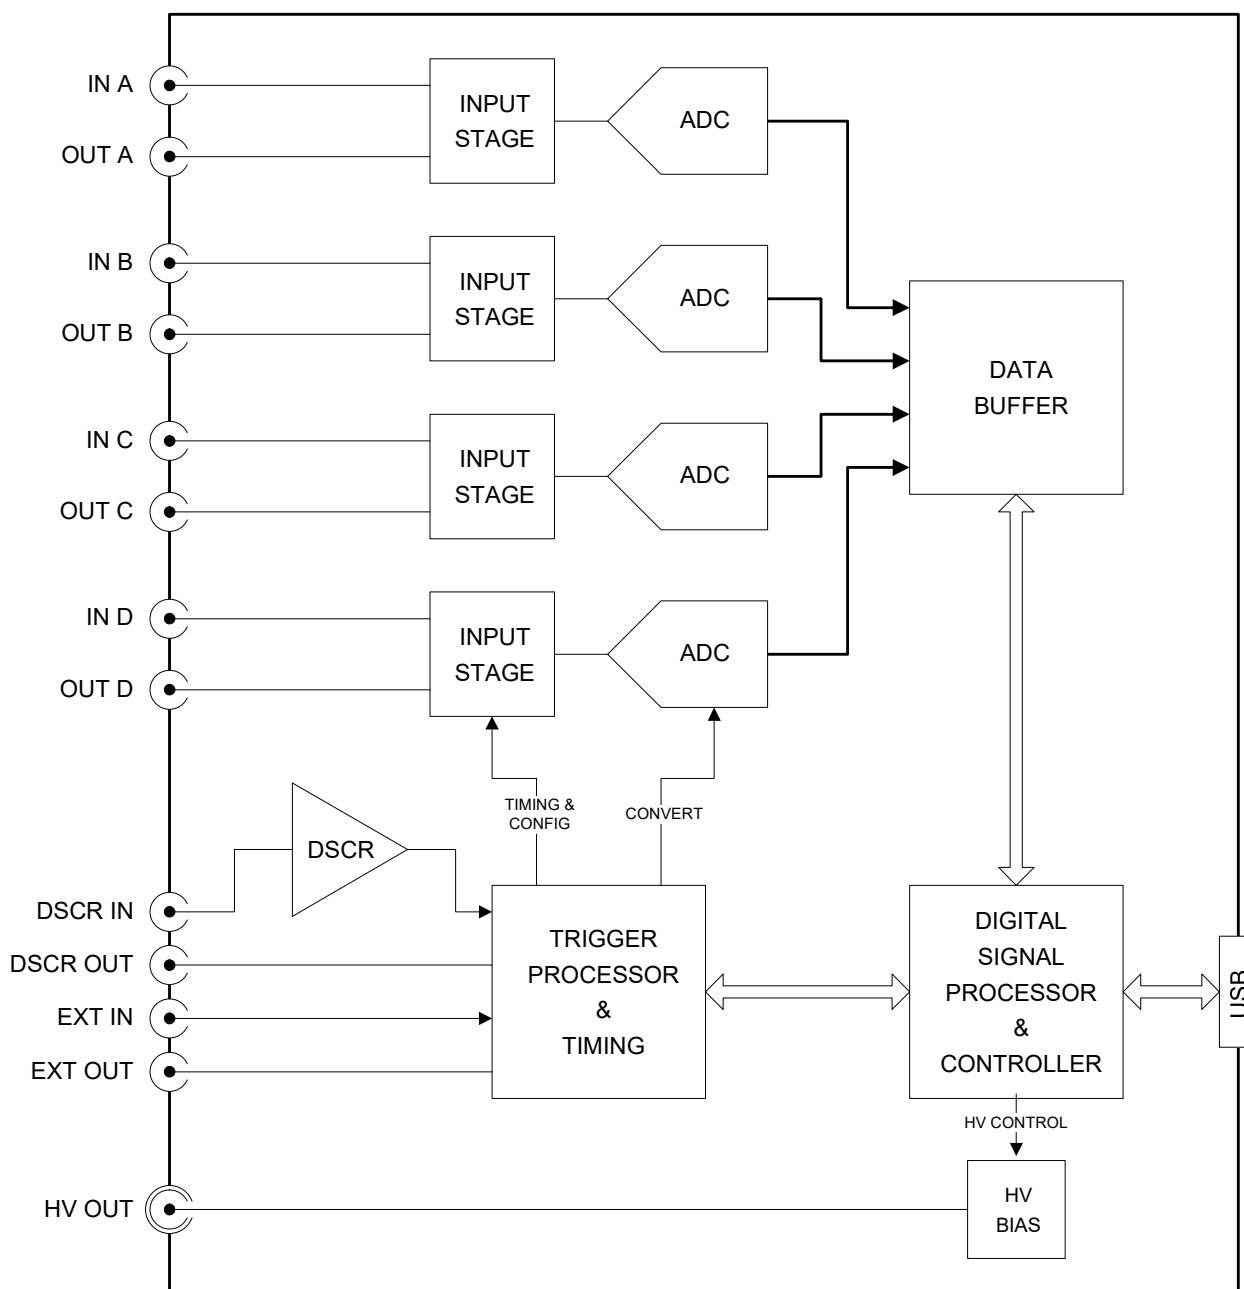 IN A
INPUT
STAGE
ADC
OUT A
IN B
INPUT
STAGE
ADC
OUT B
DATA
BUFFER
IN C
INPUT
STAGE
ADC
OUT C
IN D
INPUT
STAGE
ADC
OUT D
TIMING &
CONFIG
CONVERT
DSCR
DSCR IN
DSCR OUT
EXT IN
EXT OUT
TRIGGER
PROCESSOR
&
TIMING
DIGITAL
SIGNAL
PROCESSOR
&
CONTROLLER
USB
HV CONTROL
HV OUT
HV
BIAS